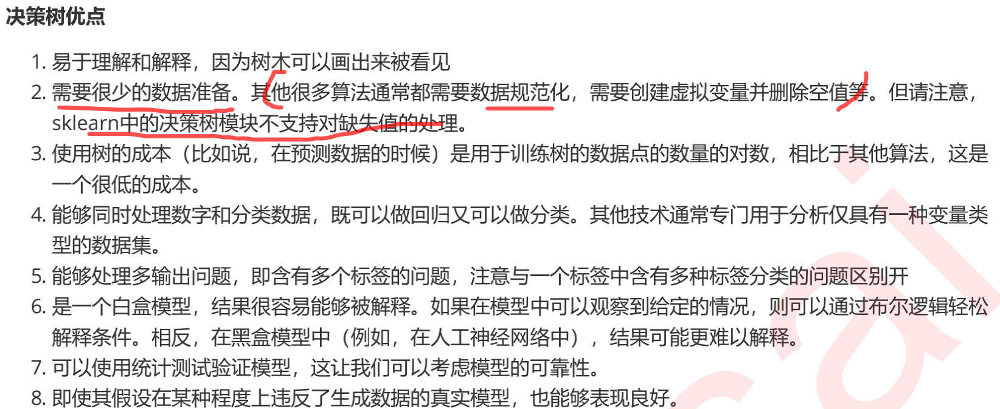 决策树优点
1. 易于理解和解释，因为树木可以画出来被看见
2. 需要很少的数据准备。其他很多算法通常都需要数据规范化，需要创建虚拟变量并删除空值等。但请注意，
sklearn中的决策树模块不支持对缺失值的处理。
3. 使用树的成本（比如说，在预测数据的时候）是用于训练树的数据点的数量的对数，相比于其他算法，这是
一个很低的成本。
4. 能够同时处理数字和分类数据，既可以做回归又可以做分类。其他技术通常专门用于分析仅具有一种变量类
型的数据集。
5. 能够处理多输出问题，即含有多个标签的问题，注意与一个标签中含有多种标签分类的问题区别开
6. 是一个白盒模型，结果很容易能够被解释。如果在模型中可以观察到给定的情况，则可以通过布尔逻辑轻松
解释条件。相反，在黑盒模型中（例如，在人工神经网络中），结果可能更难以解释。
7. 可以使用统计测试验证模型，这让我们可以考虑模型的可靠性。
8. 即使其假设在某种程度上违反了生成数据的真实模型，也能够表现良好。